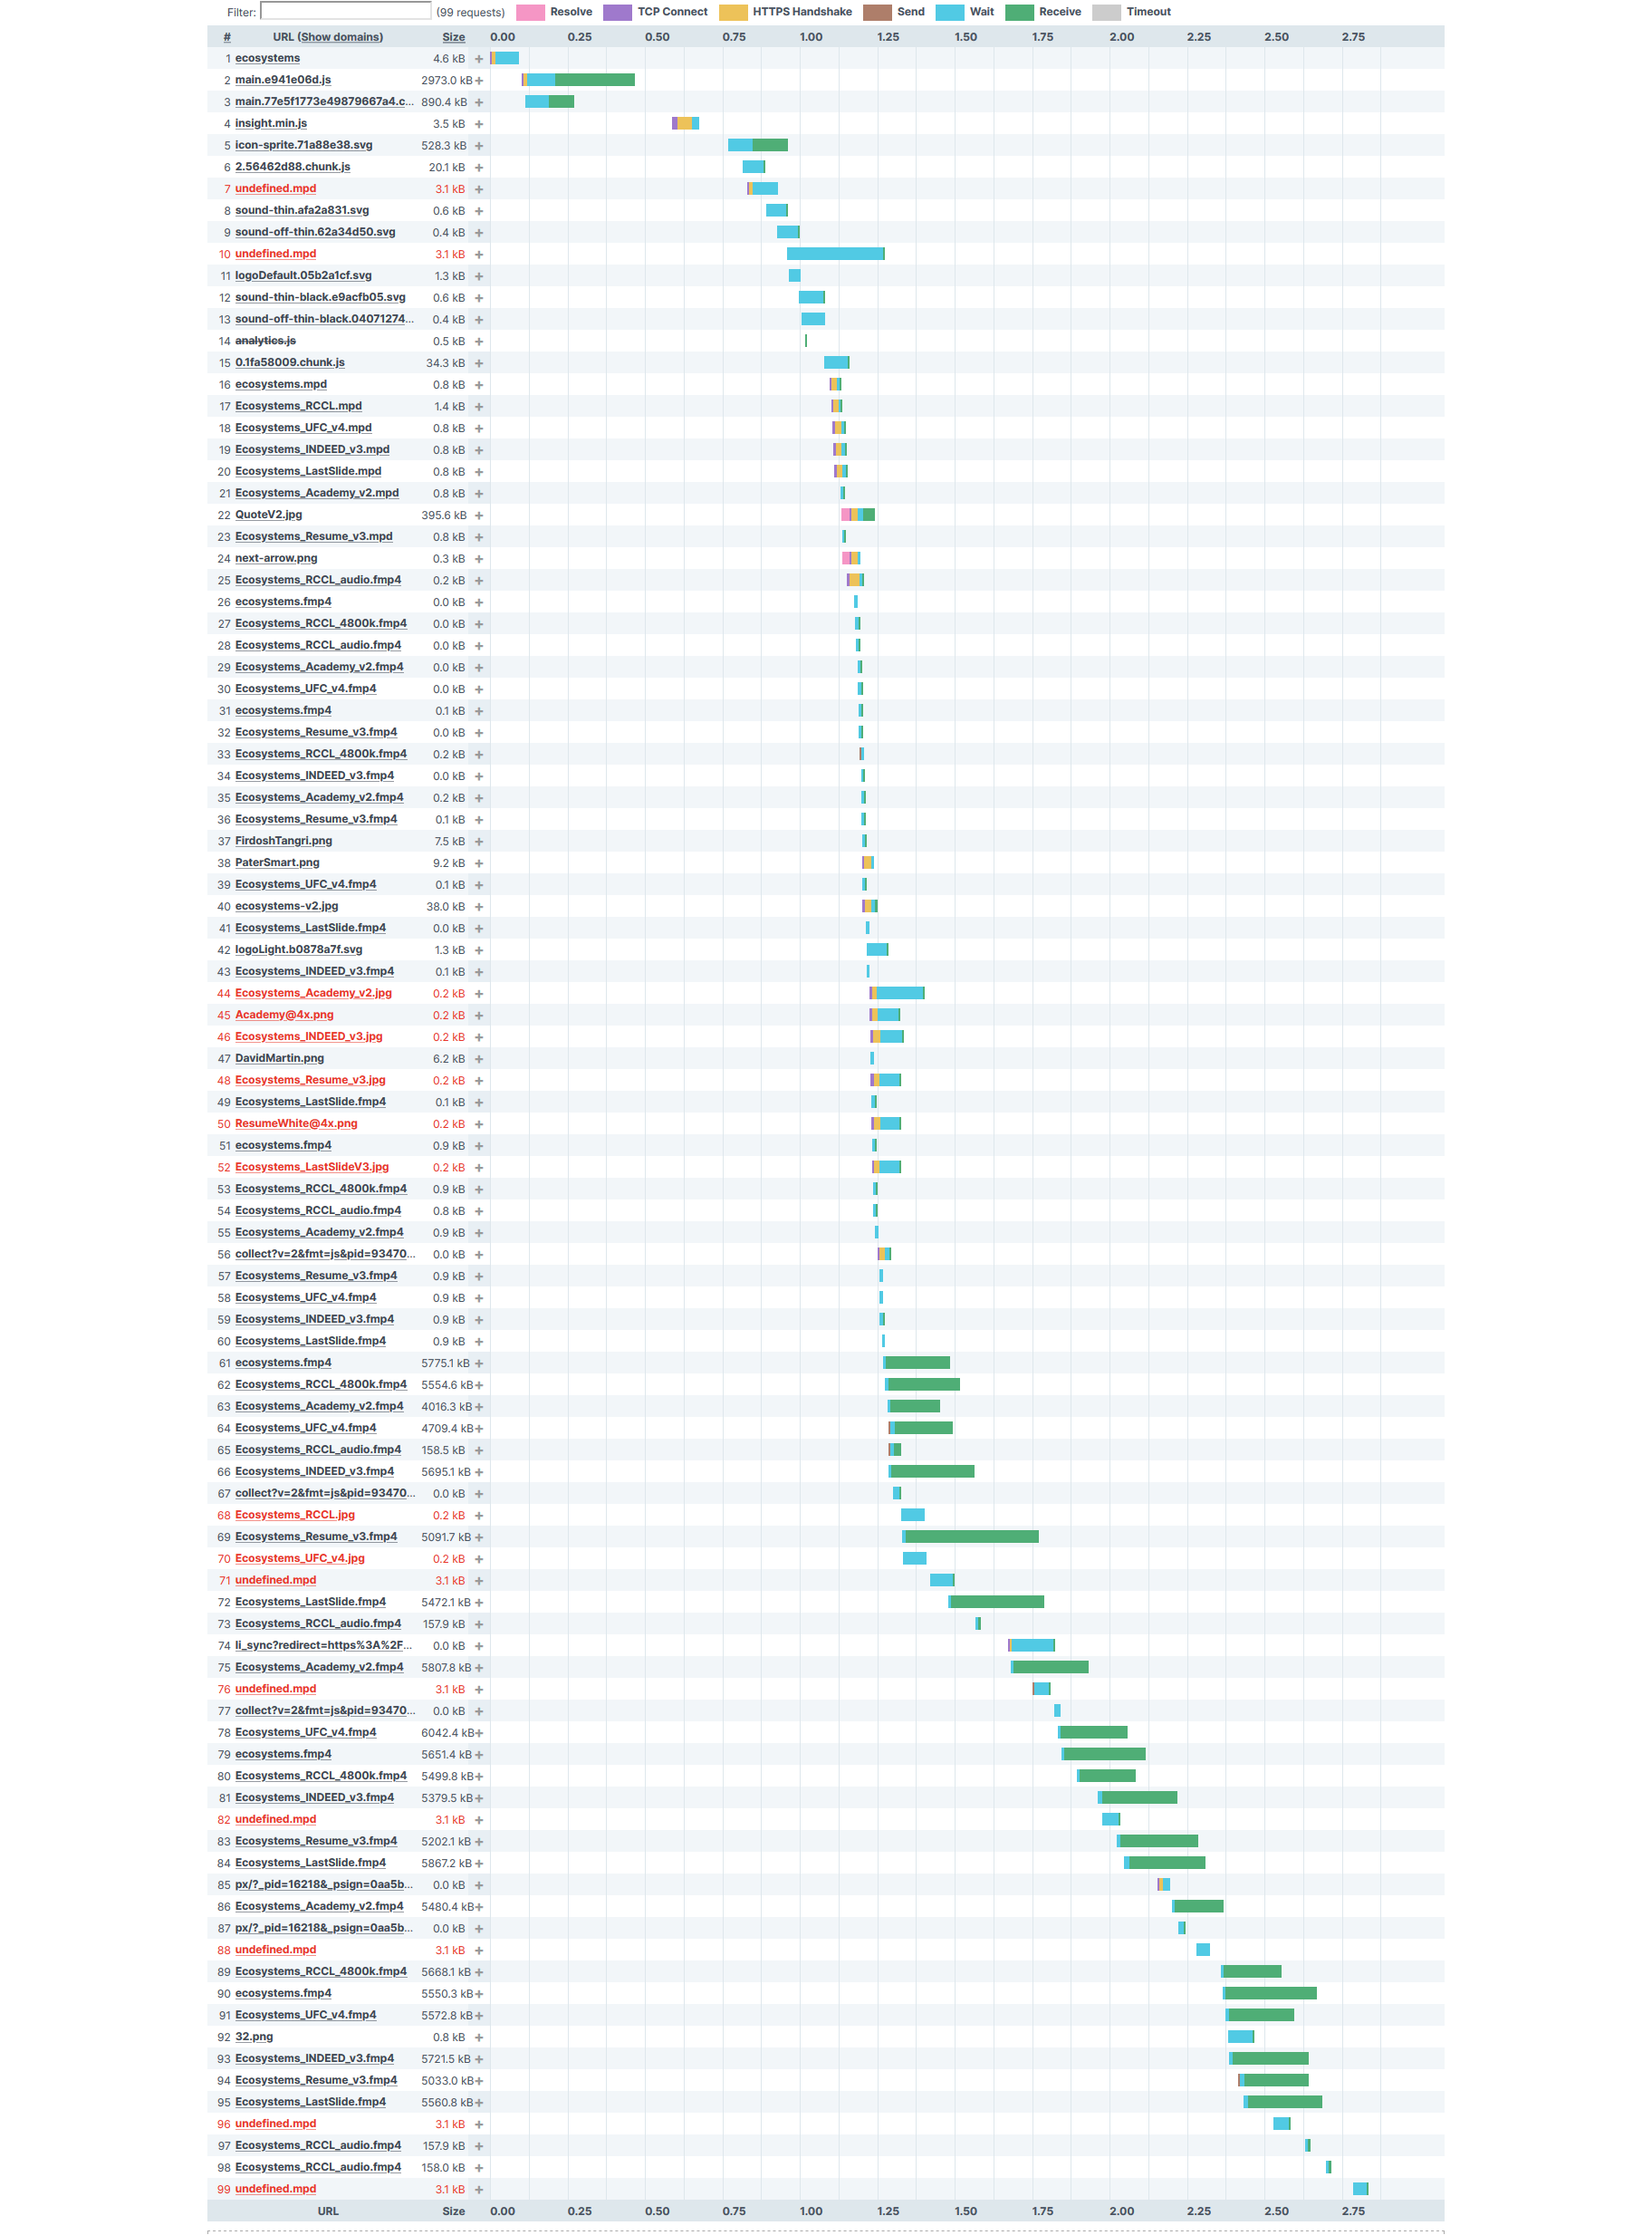 Filter: (99 requests) Resolve TCP Connect HTTPS Handshake Send Wait Receive Timeout
# URL (Show domains) Size 0.00 0.25 0.50 0.75 1.00 1.25 1.50 1.75 2.00 2.25 2.50 2.75
1 ecosystems 4.6 kB +
2 main.e941e06d.js 2973.0 kB +
3 main.77e5f1773e49879667a4.c... 890.4 kB +
4 insight.min.js 3.5 kB +
5 icon-sprite.71a88e38.svg 528.3 kB +
6 2.56462d88.chunk.js 20.1 kB +
7 undefined.mpd 3.1 kB +
8 sound-thin.afa2a831.svg 0.6 kB +
9 sound-off-thin.62a34d50.svg 0.4 kB +
10 undefined.mpd 3.1 kB +
11 logoDefault.05b2a1cf.svg 1.3 kB +
12 sound-thin-black.e9acfb05.svg 0.6 kB +
13 sound-off-thin-black.04071274... 0.4 kB +
14 analytics.js 0.5 kB +
15 0.1fa58009.chunk.js 34.3 kB +
16 ecosystems.mpd 0.8 kB +
17 Ecosystems_RCCL.mpd 1.4 kB +
18 Ecosystems_UFC_v4.mpd 0.8 kB +
19 Ecosystems_INDEED_v3.mpd 0.8 kB +
20 Ecosystems_LastSlide.mpd 0.8 kB +
21 Ecosystems_Academy_v2.mpd 0.8 kB +
22 QuoteV2.jpg 395.6 kB +
23 Ecosystems_Resume_v3.mpd 0.8 kB +
24 next-arrow.png 0.3 kB +
25 Ecosystems_RCCL_audio.fmp4 0.2 kB +
26 ecosystems.fmp4 0.0 kB +
27 Ecosystems_RCCL_4800k.fmp4 0.0 kB +
28 Ecosystems_RCCL_audio.fmp4 0.0 kB +
29 Ecosystems_Academy_v2.fmp4 0.0 kB +
30 Ecosystems_UFC_v4.fmp4 0.0 kB +
31 ecosystems.fmp4 0.1 kB +
32 Ecosystems_Resume_v3.fmp4 0.0 kB +
33 Ecosystems_RCCL_4800k.fmp4 0.2 kB +
34 Ecosystems_INDEED_v3.fmp4 0.0 kB +
35 Ecosystems_Academy_v2.fmp4 0.2 kB +
36 Ecosystems_Resume_v3.fmp4 0.1 kB +
37 FirdoshTangri.png 7.5 kB +
38 PaterSmart.png 9.2 kB +
39 Ecosystems_UFC_v4.fmp4 0.1 kB +
40 ecosystems-v2.jpg 38.0 kB +
41 Ecosystems_LastSlide.fmp4 0.0 kB +
42 logoLight.b0878a7f.svg 1.3 kB +
43 Ecosystems_INDEED_v3.fmp4 0.1 kB +
44 Ecosystems_Academy_v2.jpg 0.2 kB +
45 Academy@4x.png 0.2 kB +
46 Ecosystems_INDEED_v3.jpg 0.2 kB +
47 DavidMartin.png 6.2 kB +
48 Ecosystems_Resume_v3.jpg 0.2 kB +
49 Ecosystems_LastSlide.fmp4 0.1 kB +
50 ResumeWhite@4x.png 0.2 kB +
51 ecosystems.fmp4 0.9 kB +
52 Ecosystems_LastSlideV3.jpg 0.2 kB +
53 Ecosystems_RCCL_4800k.fmp4 0.9 kB +
54 Ecosystems_RCCL_audio.fmp4 0.8 kB +
55 Ecosystems_Academy_v2.fmp4 0.9 kB +
56 collect?v=2&fmt=js&pid=93470... 0.0 kB +
57 Ecosystems_Resume_v3.fmp4 0.9 kB +
58 Ecosystems_UFC_v4.fmp4 0.9 kB +
59 Ecosystems_INDEED_v3.fmp4 0.9 kB +
60 Ecosystems_LastSlide.fmp4 0.9 kB +
61 ecosystems.fmp4 5775.1 kB +
62 Ecosystems_RCCL_4800k.fmp4 5554.6 kB +
63 Ecosystems_Academy_v2.fmp4 4016.3 kB +
64 Ecosystems_UFC_v4.fmp4 4709.4 kB +
65 Ecosystems_RCCL_audio.fmp4 158.5 kB +
66 Ecosystems_INDEED_v3.fmp4 5695.1 kB +
67 collect?v=2&fmt=js&pid=93470... 0.0 kB +
68 Ecosystems_RCCL.jpg 0.2 kB +
69 Ecosystems_Resume_v3.fmp4 5091.7 kB +
70 Ecosystems_UFC_v4.jpg 0.2 kB +
71 undefined.mpd 3.1 kB +
72 Ecosystems_LastSlide.fmp4 5472.1 kB +
73 Ecosystems_RCCL_audio.fmp4 157.9 kB +
74 li_sync?redirect=https%3A%2F... 0.0 kB +
75 Ecosystems_Academy_v2.fmp4 5807.8 kB +
76 undefined.mpd 3.1 kB +
77 collect?v=2&fmt=js&pid=93470... 0.0 kB +
78 Ecosystems_UFC_v4.fmp4 6042.4 kB +
79 ecosystems.fmp4 5651.4 kB +
80 Ecosystems_RCCL_4800k.fmp4 5499.8 kB +
81 Ecosystems_INDEED_v3.fmp4 5379.5 kB +
82 undefined.mpd 3.1 kB +
83 Ecosystems_Resume_v3.fmp4 5202.1 kB +
84 Ecosystems_LastSlide.fmp4 5867.2 kB +
85 px/?_pid=16218&_psign=0aa5b... 0.0 kB +
86 Ecosystems_Academy_v2.fmp4 5480.4 kB +
87 px/?_pid=16218&_psign=0aa5b... 0.0 kB +
88 undefined.mpd 3.1 kB +
89 Ecosystems_RCCL_4800k.fmp4 5668.1 kB +
90 ecosystems.fmp4 5550.3 kB +
91 Ecosystems_UFC_v4.fmp4 5572.8 kB +
92 32.png 0.8 kB +
93 Ecosystems_INDEED_v3.fmp4 5721.5 kB +
94 Ecosystems_Resume_v3.fmp4 5033.0 kB +
95 Ecosystems_LastSlide.fmp4 5560.8 kB +
96 undefined.mpd 3.1 kB +
97 Ecosystems_RCCL_audio.fmp4 157.9 kB +
98 Ecosystems_RCCL_audio.fmp4 158.0 kB +
99 undefined.mpd 3.1 kB +
URL Size 0.00 0.25 0.50 0.75 1.00 1.25 1.50 1.75 2.00 2.25 2.50 2.75